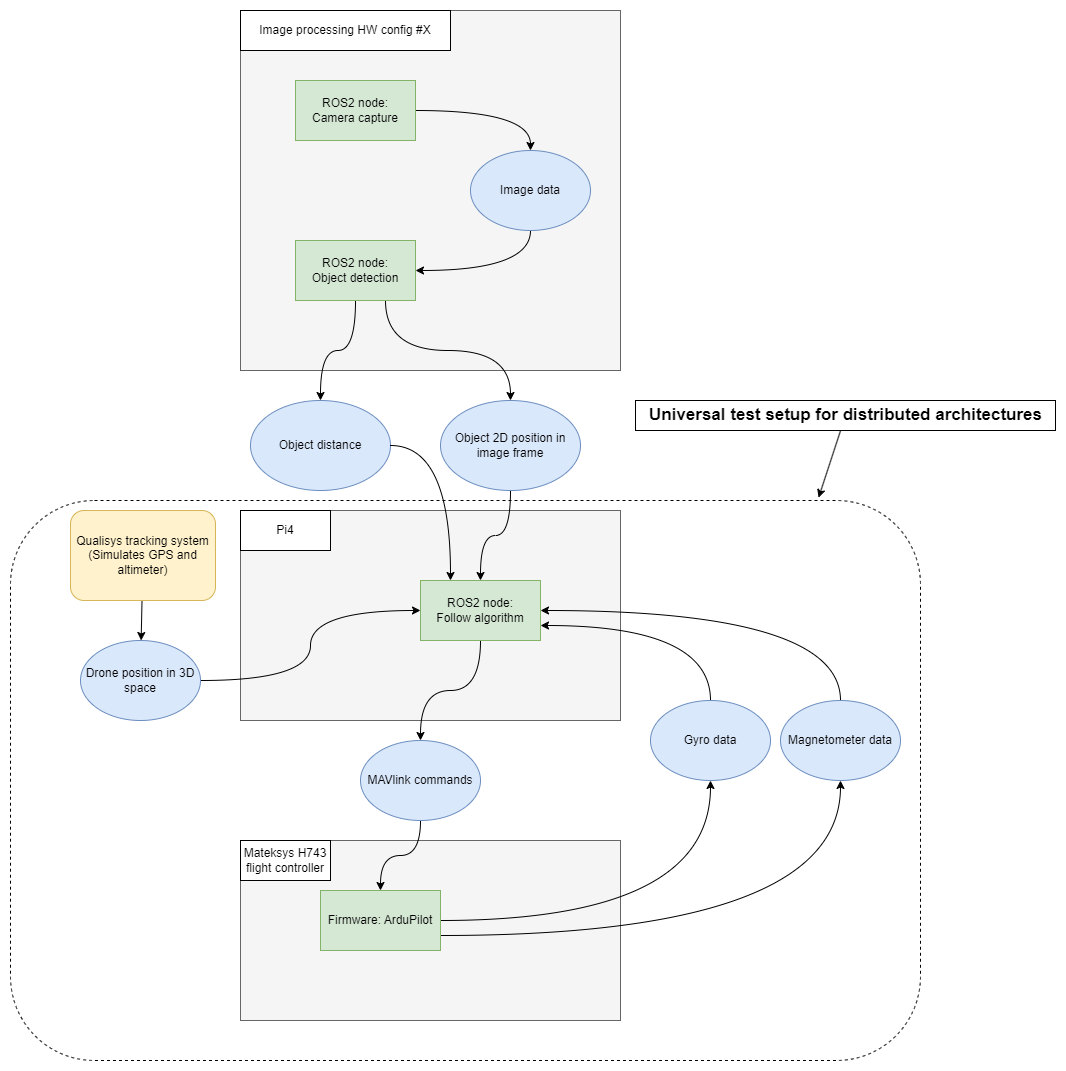 Image processing HW config #X
ROS2 node:
Camera capture
Image data
ROS2 node:
Object detection
Object distance
Object 2D position in
image frame
Universal test setup for distributed architectures
Qualisys tracking system
(Simulates GPS and
altimeter)
Pi4
ROS2 node:
Follow algorithm
Drone position in 3D
space
Gyro data
Magnetometer data
MAVlink commands
Mateksys H743
flight controller
Firmware: ArduPilot